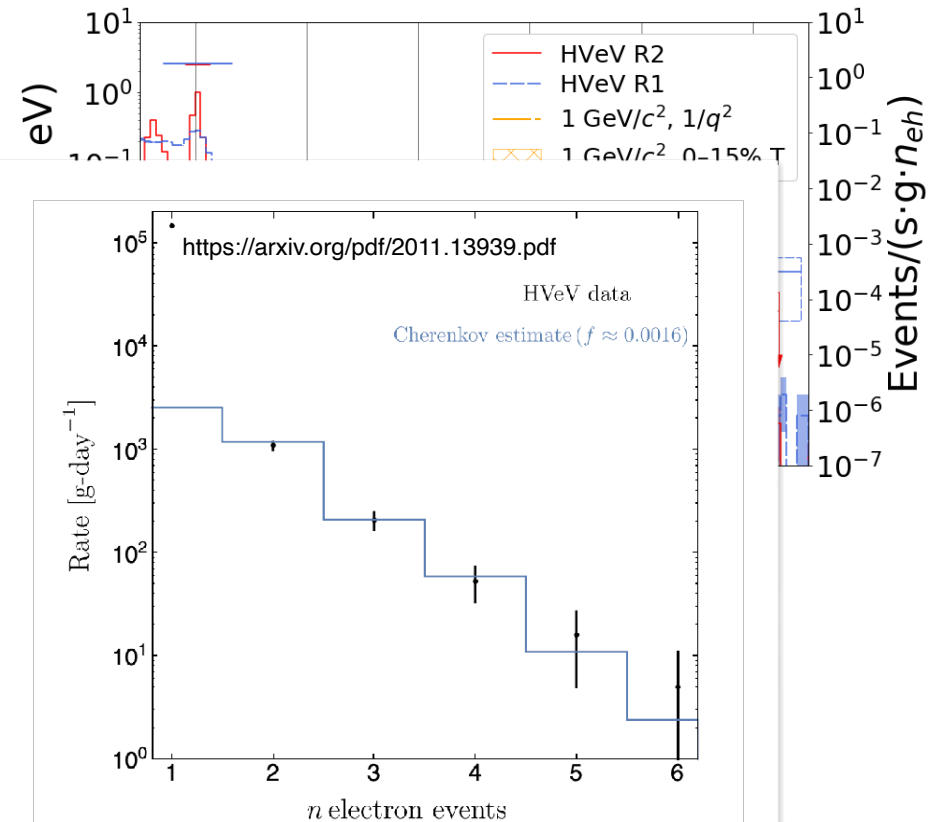 10¹
10⁰
10⁻¹
eV)
HVeV R2
HVeV R1
1 GeV/c², 1/q²
1 GeV/c², 0–15% T
10¹
10⁰
10⁻¹
10⁻²
10⁻³
10⁻⁴
10⁻⁵
10⁻⁶
10⁻⁷
Events/(s·g·nₑₕ)
https://arxiv.org/pdf/2011.13939.pdf
HVeV data
Cherenkov estimate (f ≈ 0.0016)
10⁵
10⁴
10³
10²
10¹
10⁰
Rate [g-day⁻¹]
1 2 3 4 5 6
n electron events